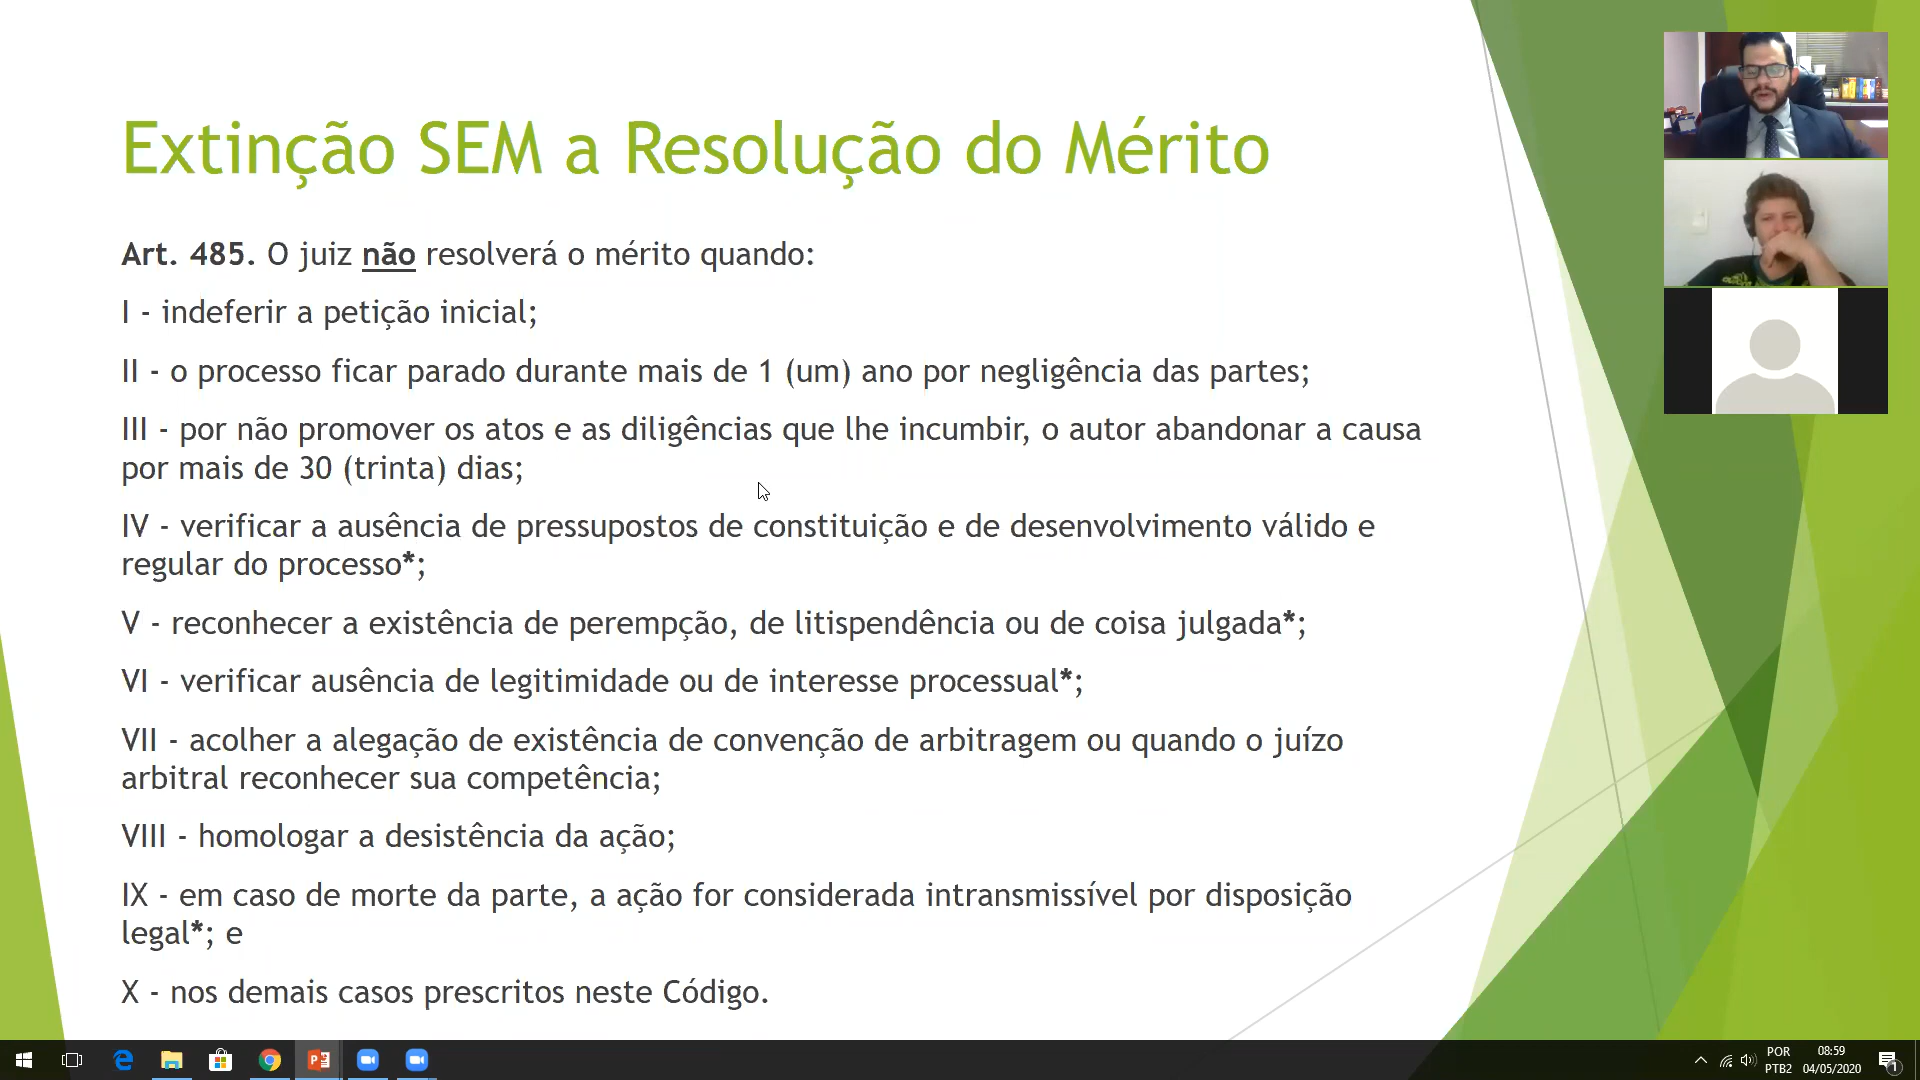 Extinção SEM a Resolução do Mérito
Art. 485. O juiz não resolverá o mérito quando:
I - indeferir a petição inicial;
II - o processo ficar parado durante mais de 1 (um) ano por negligência das partes;
III - por não promover os atos e as diligências que lhe incumbir, o autor abandonar a causa
por mais de 30 (trinta) dias;
IV - verificar a ausência de pressupostos de constituição e de desenvolvimento válido e
regular do processo*;
V - reconhecer a existência de perempção, de litispendência ou de coisa julgada*;
VI - verificar ausência de legitimidade ou de interesse processual*;
VII - acolher a alegação de existência de convenção de arbitragem ou quando o juízo
arbitral reconhecer sua competência;
VIII - homologar a desistência da ação;
IX - em caso de morte da parte, a ação for considerada intransmissível por disposição
legal*; e
X - nos demais casos prescritos neste Código.
POR
PTB2
08:59
04/05/2020
1